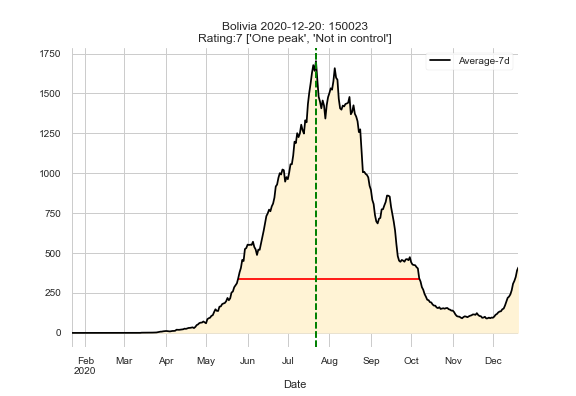 Bolivia 2020-12-20: 150023
Rating:7 ['One peak', 'Not in control']
Average-7d
1750
1500
1250
1000
750
500
250
0
Feb Mar Apr May Jun Jul Aug Sep Oct Nov Dec
2020
Date